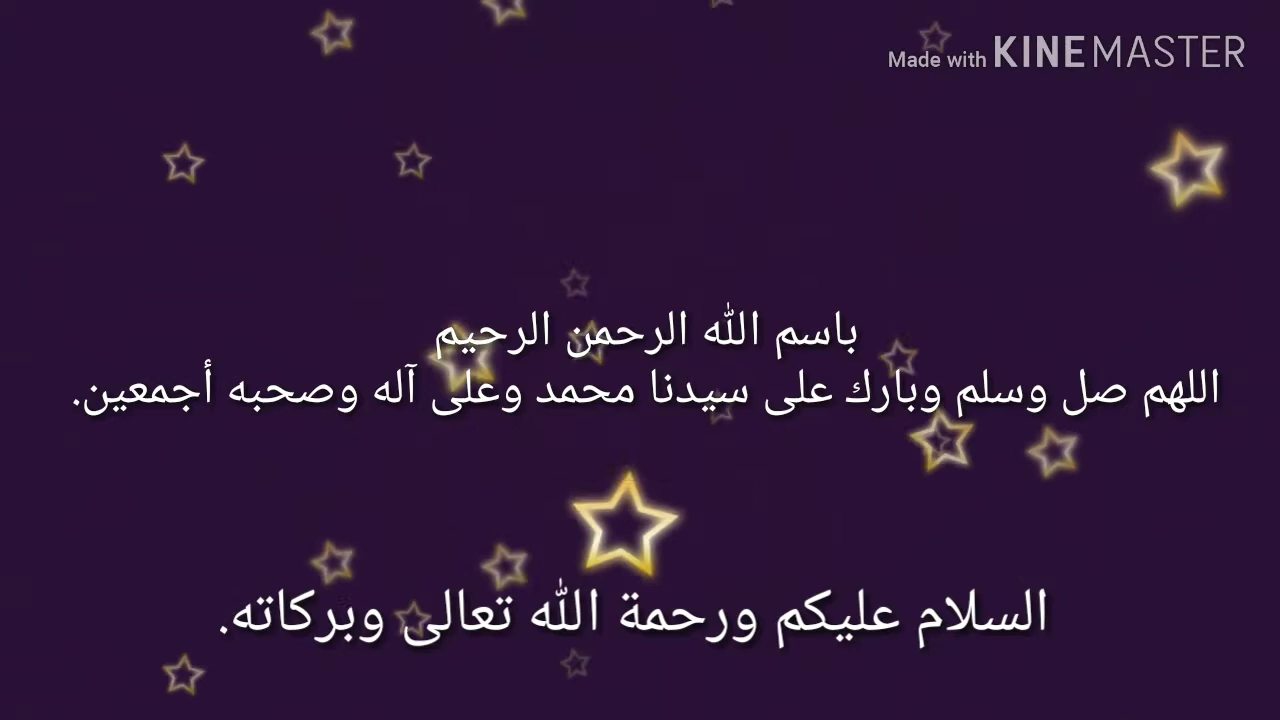 Made with KINEMASTER
باسم الله الرحمن الرحيم
اللهم صل وسلم وبارك على سيدنا محمد وعلى آله وصحبه أجمعين.
السلام عليكم ورحمة الله تعالى وبركاته.